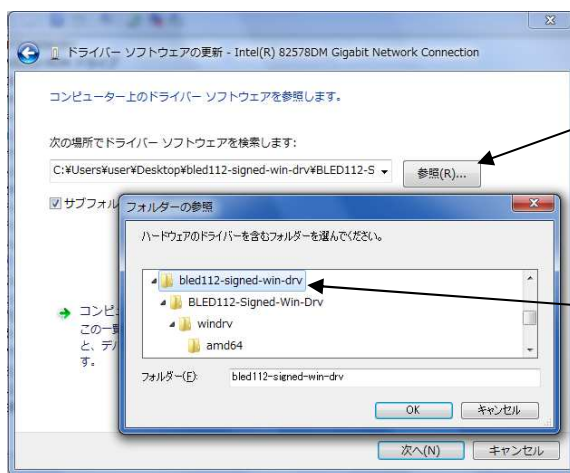 ドライバー ソフトウェアの更新 - Intel(R) 82578DM Gigabit Network Connection
コンピューター上のドライバー ソフトウェアを参照します。
次の場所でドライバー ソフトウェアを検索します:
C:¥Users¥user¥Desktop¥bled112-signed-win-drv¥BLED112-S
参照(R)...
サブフォル
フォルダーの参照
ハードウェアのドライバーを含むフォルダーを選んでください。
bled112-signed-win-drv
BLED112-Signed-Win-Drv
windrv
amd64
フォルダー(F): bled112-signed-win-drv
OK キャンセル
コンピ
この一覧
と、デバ
す。
次へ(N) キャンセル